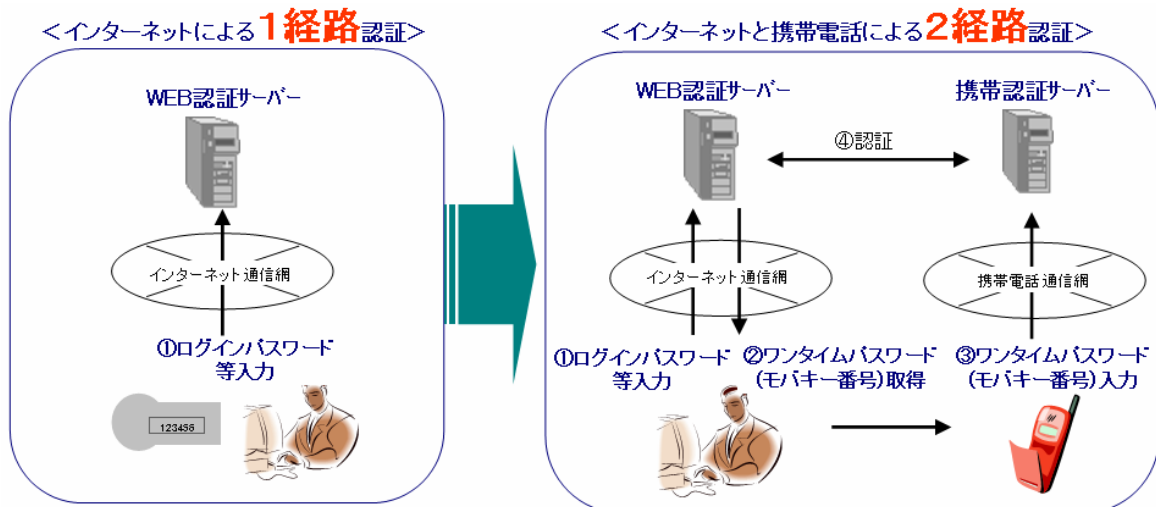 ＜インターネットによる1経路認証＞
WEB認証サーバー
インターネット通信網
①ログインパスワード
等入力
123456
＜インターネットと携帯電話による2経路認証＞
WEB認証サーバー
携帯認証サーバー
④認証
インターネット通信網
携帯電話通信網
①ログインパスワード
等入力
②ワンタイムパスワード
(モバキー番号)取得
③ワンタイムパスワード
(モバキー番号)入力